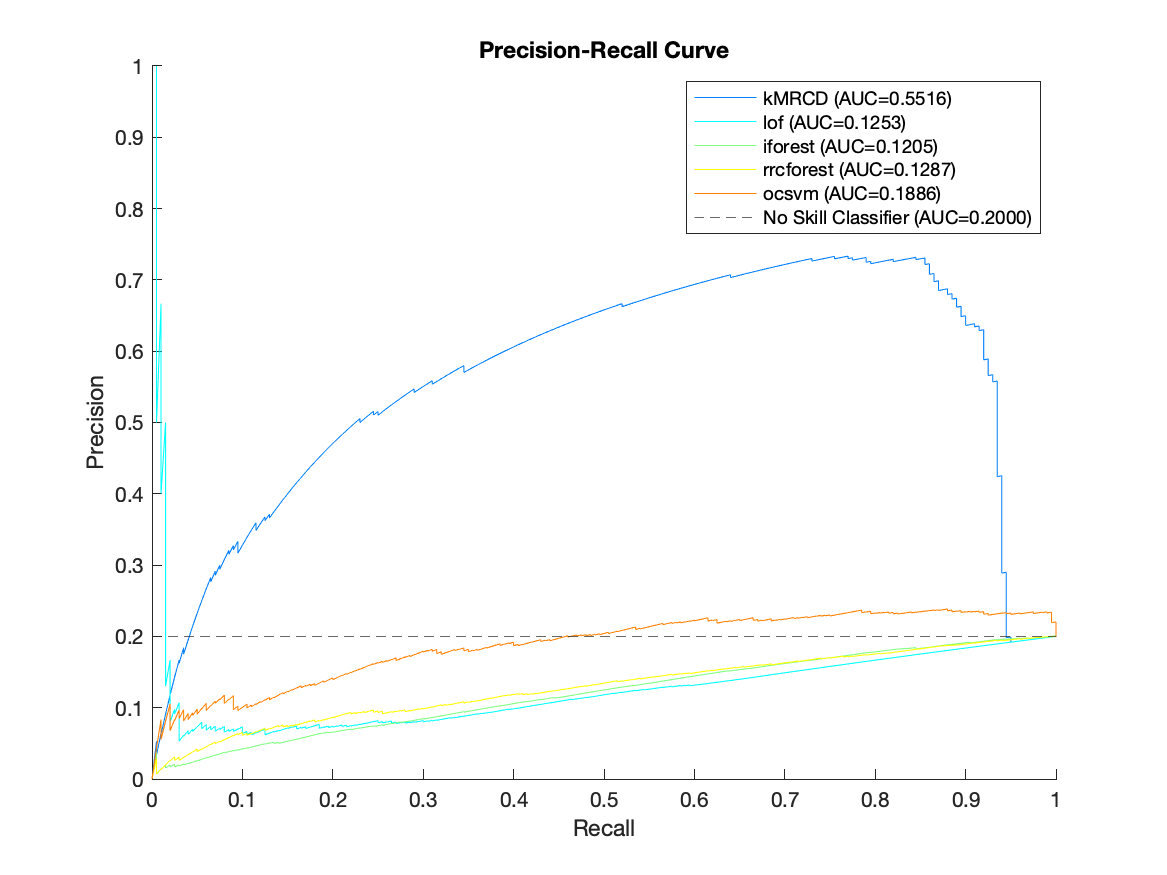 Precision-Recall Curve
kMRCD (AUC=0.5516)
lof (AUC=0.1253)
iforest (AUC=0.1205)
rrcforest (AUC=0.1287)
ocsvm (AUC=0.1886)
No Skill Classifier (AUC=0.2000)
Precision
1
0.9
0.8
0.7
0.6
0.5
0.4
0.3
0.2
0.1
0
0 0.1 0.2 0.3 0.4 0.5 0.6 0.7 0.8 0.9 1
Recall